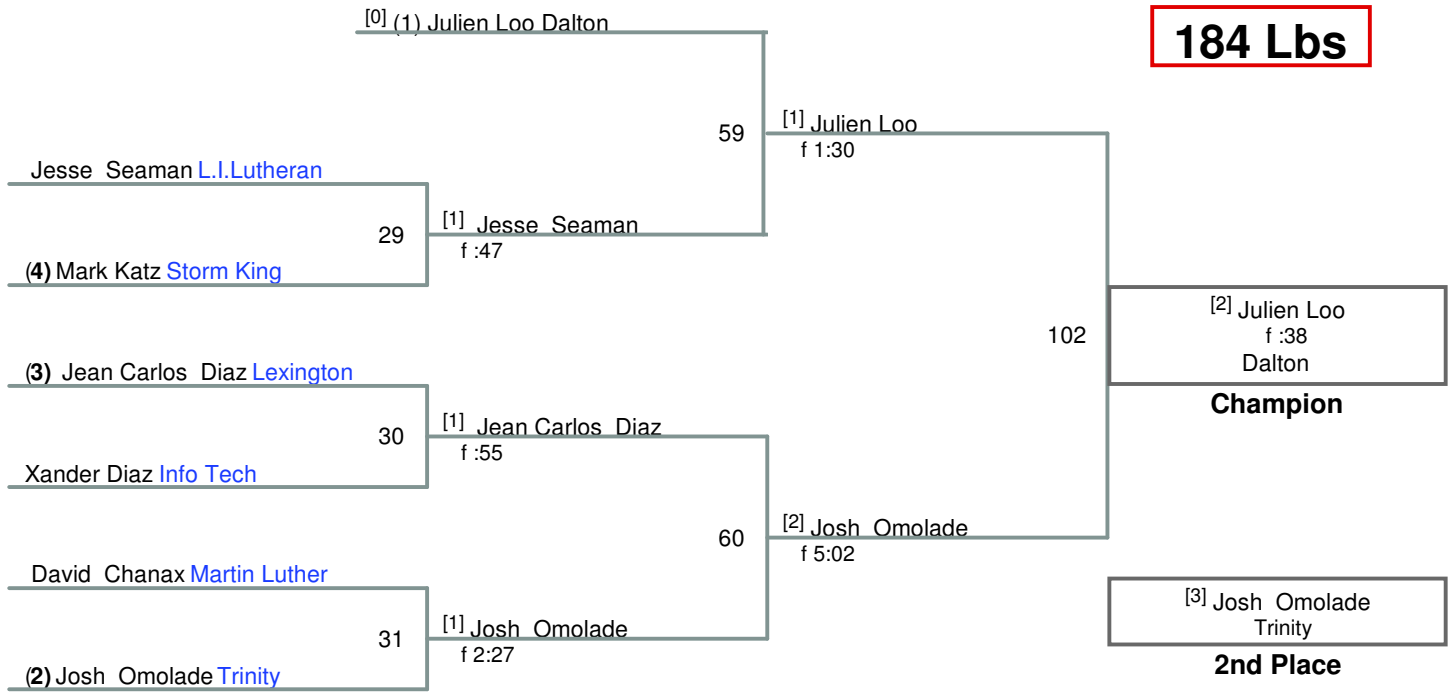 [0] (1) Julien Loo Dalton
184 Lbs
59
[1] Julien Loo
f 1:30
Jesse Seaman L.I.Lutheran
29
[1] Jesse Seaman
f :47
(4) Mark Katz Storm King
102
[2] Julien Loo
f :38
Dalton
Champion
(3) Jean Carlos Diaz Lexington
30
[1] Jean Carlos Diaz
f :55
Xander Diaz Info Tech
60
[2] Josh Omolade
f 5:02
David Chanax Martin Luther
31
[1] Josh Omolade
f 2:27
(2) Josh Omolade Trinity
[3] Josh Omolade
Trinity
2nd Place